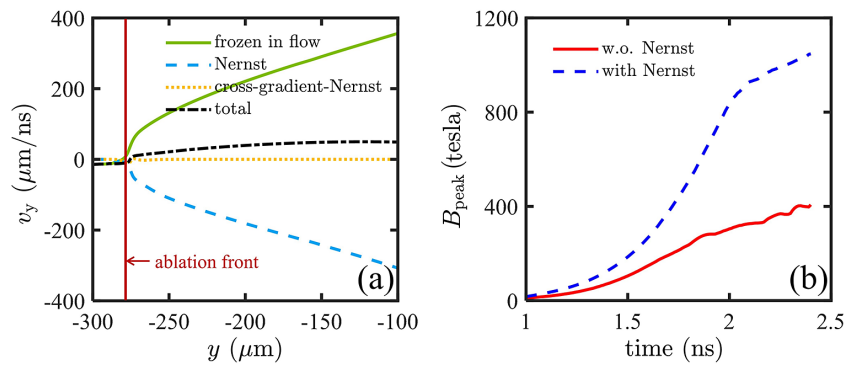 400
200
0
-200
-400
-300
-250
-200
-150
-100
v_y (μm/ns)
y (μm)
frozen in flow
Nernst
cross-gradient-Nernst
total
ablation front
(a)
1200
800
400
0
1
1.5
2
2.5
B_peak (tesla)
time (ns)
w.o. Nernst
with Nernst
(b)